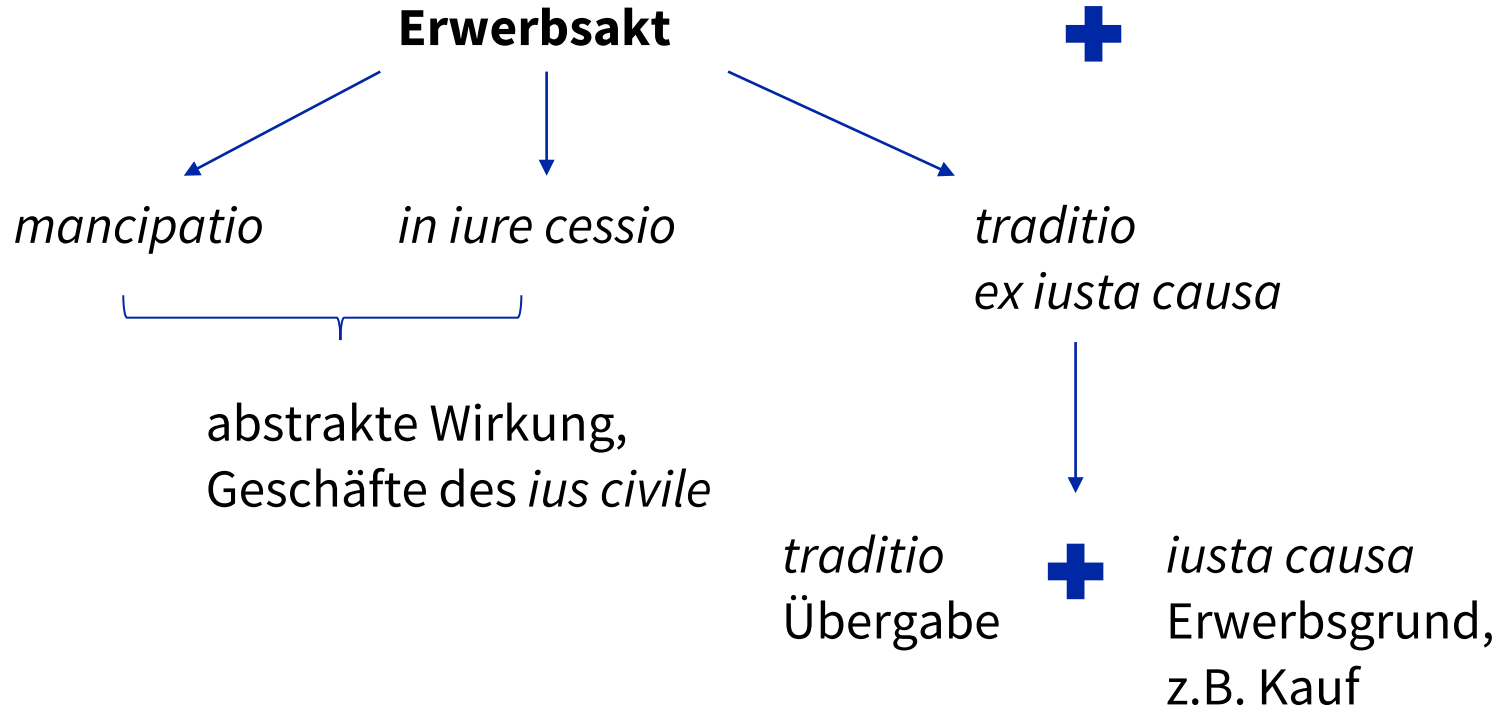 Erwerbsakt
mancipatio
in iure cessio
traditio
ex iusta causa
abstrakte Wirkung,
Geschäfte des ius civile
traditio
Übergabe
iusta causa
Erwerbsgrund,
z.B. Kauf